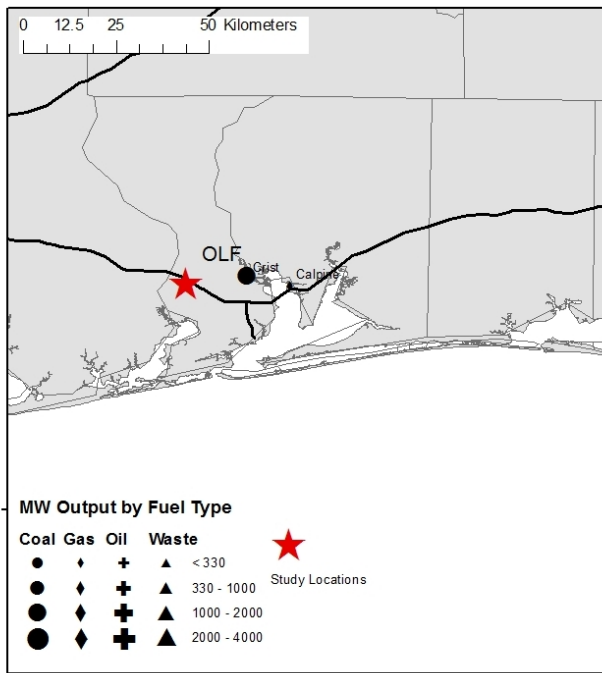 0 12.5 25 50 Kilometers
OLF
Crist
Calpine
MW Output by Fuel Type
Coal Gas Oil Waste
< 330
330 - 1000
1000 - 2000
2000 - 4000
Study Locations